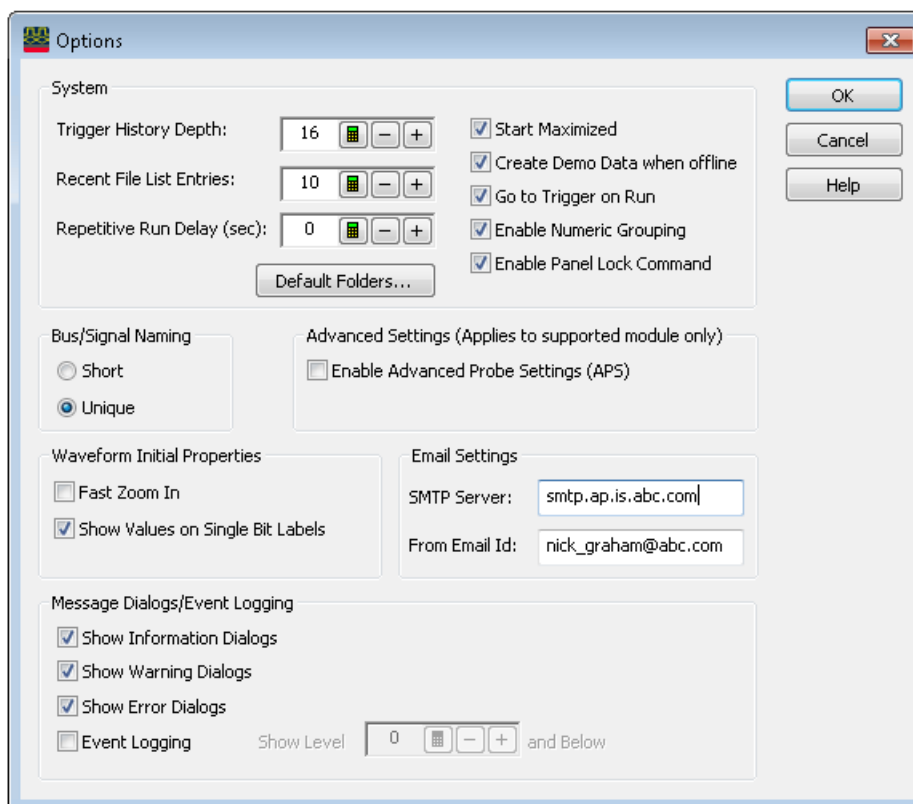 Options
System
Trigger History Depth: 16 − +
Recent File List Entries: 10 − +
Repetitive Run Delay (sec): 0 − +
Default Folders...
Start Maximized
Create Demo Data when offline
Go to Trigger on Run
Enable Numeric Grouping
Enable Panel Lock Command
OK
Cancel
Help
Bus/Signal Naming
Short
Unique
Advanced Settings (Applies to supported module only)
Enable Advanced Probe Settings (APS)
Waveform Initial Properties
Fast Zoom In
Show Values on Single Bit Labels
Email Settings
SMTP Server: smtp.ap.is.abc.com
From Email Id: nick_graham@abc.com
Message Dialogs/Event Logging
Show Information Dialogs
Show Warning Dialogs
Show Error Dialogs
Event Logging Show Level 0 − + and Below